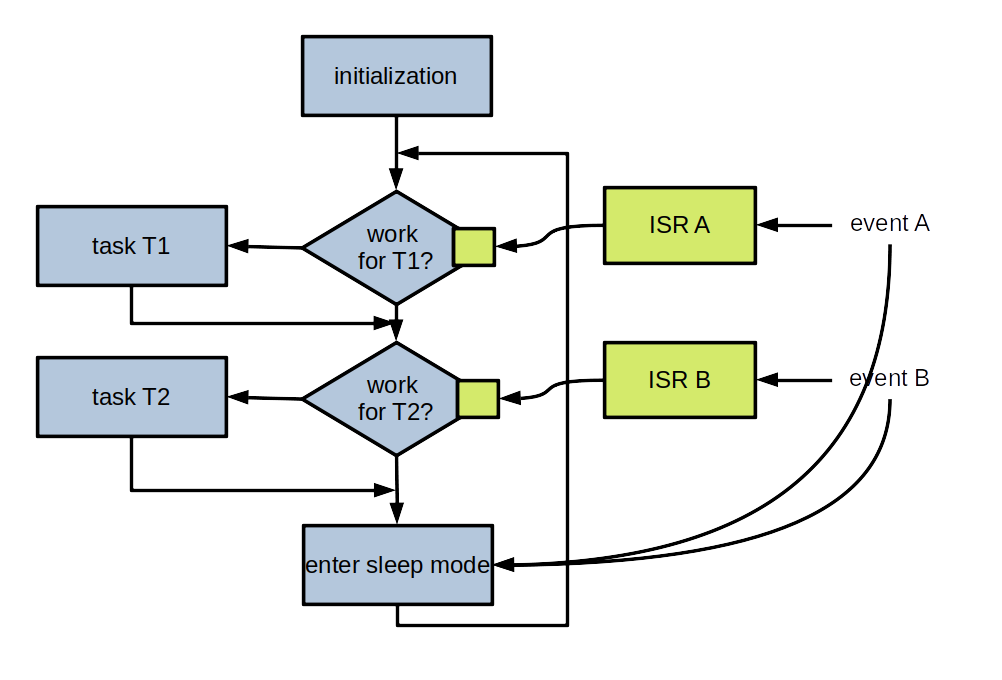 initialization
work
for T1?
task T1
ISR A
event A
work
for T2?
task T2
ISR B
event B
enter sleep mode